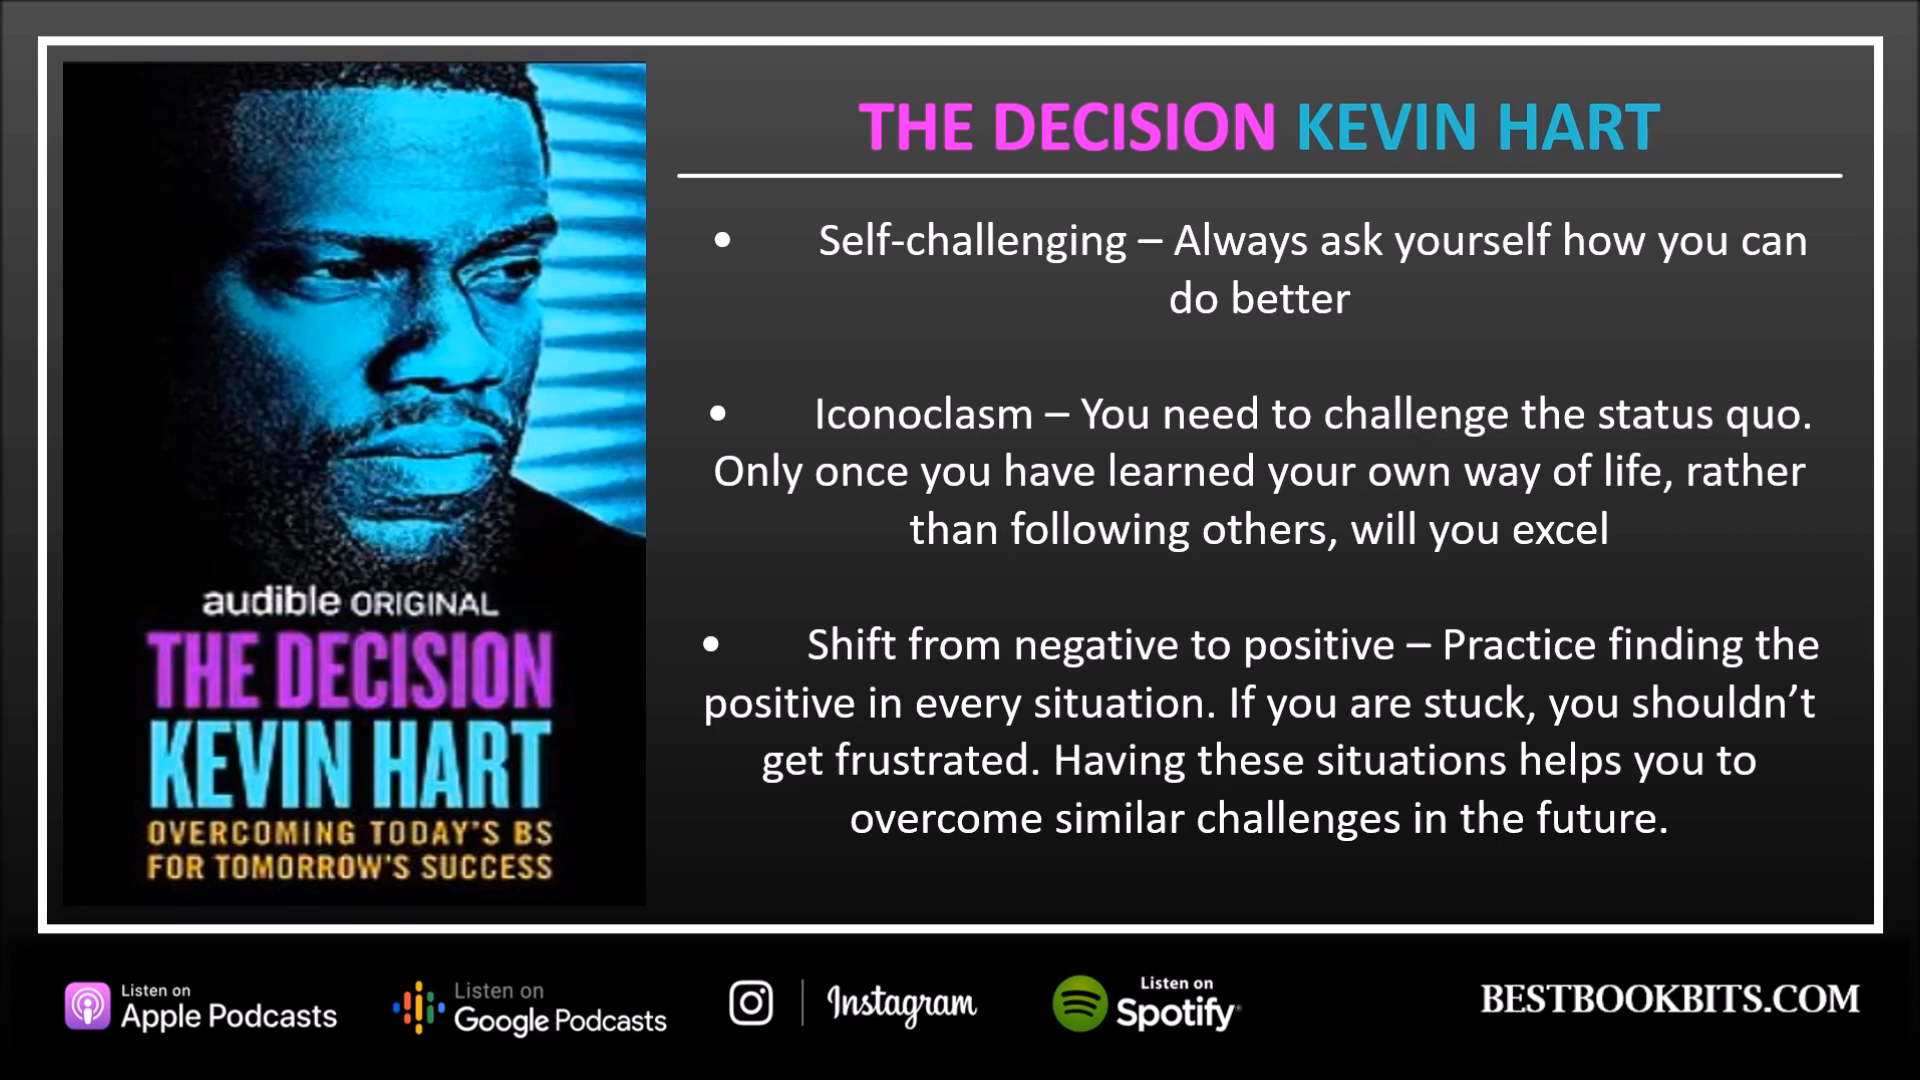 audible ORIGINAL
THE DECISION
KEVIN HART
OVERCOMING TODAY'S BS
FOR TOMORROW'S SUCCESS
THE DECISION KEVIN HART
• Self-challenging – Always ask yourself how you can
do better
• Iconoclasm – You need to challenge the status quo.
Only once you have learned your own way of life, rather
than following others, will you excel
• Shift from negative to positive – Practice finding the
positive in every situation. If you are stuck, you shouldn’t
get frustrated. Having these situations helps you to
overcome similar challenges in the future.
Listen on
Apple Podcasts
Listen on
Google Podcasts
Instagram
Listen on
Spotify
BESTBOOKBITS.COM